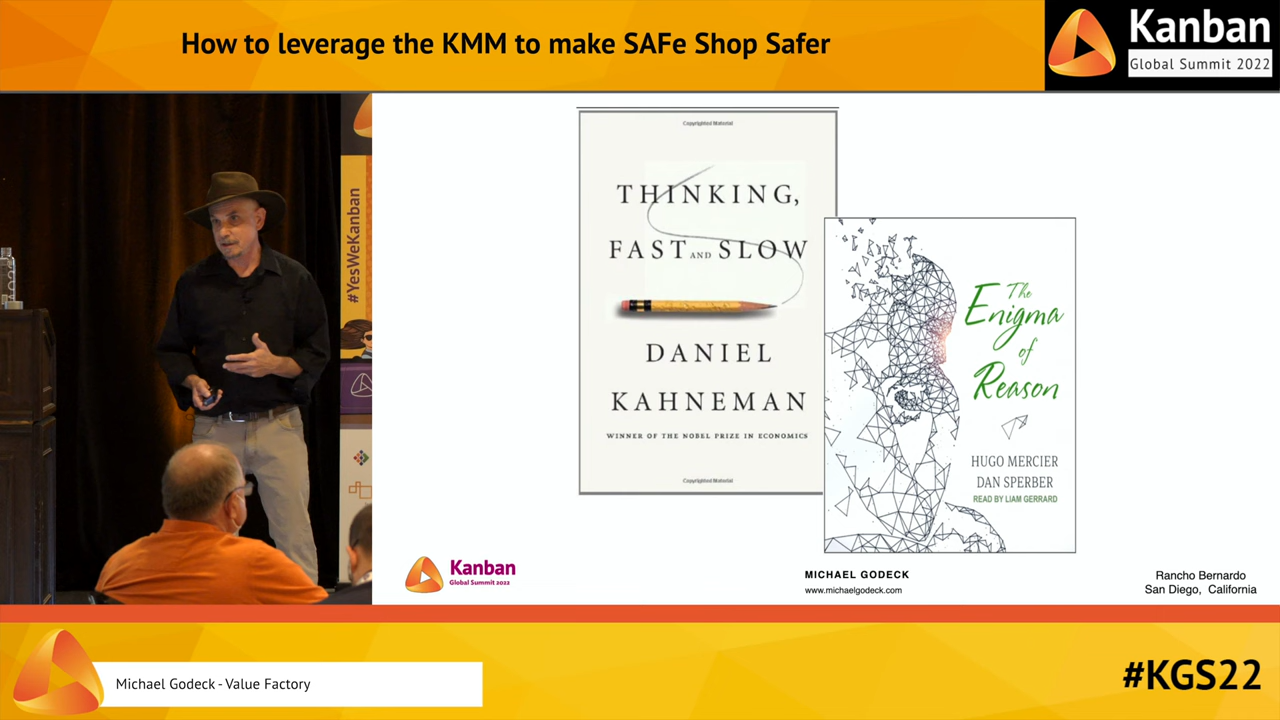 How to leverage the KMM to make SAFe Shop Safer
Kanban
Global Summit 2022
#YesWeKanban
Copyrighted Material
THINKING,
FAST AND SLOW
DANIEL
KAHNEMAN
WINNER OF THE NOBEL PRIZE IN ECONOMICS
Copyrighted Material
The
Enigma
of
Reason
HUGO MERCIER
DAN SPERBER
READ BY LIAM GERRARD
Kanban
Global Summit 2022
MICHAEL GODECK
www.michaelgodeck.com
Rancho Bernardo
San Diego, California
Michael Godeck - Value Factory
#KGS22